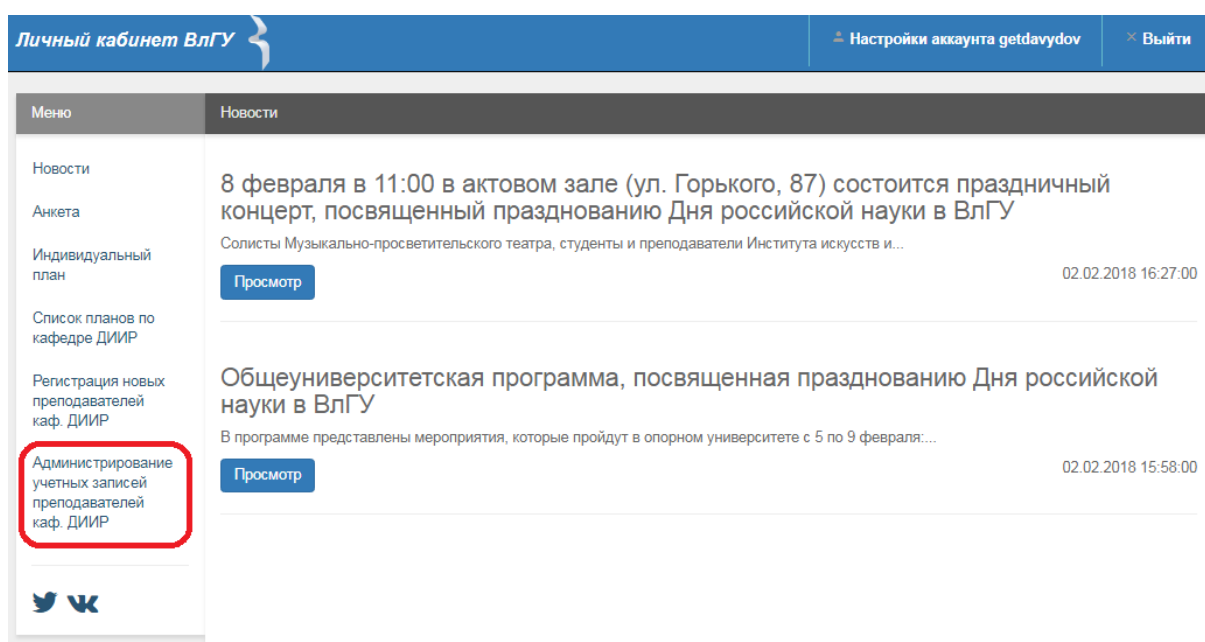 Личный кабинет ВлГУ
Настройки аккаунта getdavydov
Выйти
Меню
Новости
Новости
Анкета
Индивидуальный
план
Список планов по
кафедре ДИИР
Регистрация новых
преподавателей
каф. ДИИР
Администрирование
учетных записей
преподавателей
каф. ДИИР
8 февраля в 11:00 в актовом зале (ул. Горького, 87) состоится праздничный
концерт, посвященный празднованию Дня российской науки в ВлГУ
Солисты Музыкально-просветительского театра, студенты и преподаватели Института искусств и...
Просмотр
02.02.2018 16:27:00
Общеуниверситетская программа, посвященная празднованию Дня российской
науки в ВлГУ
В программе представлены мероприятия, которые пройдут в опорном университете с 5 по 9 февраля:...
Просмотр
02.02.2018 15:58:00